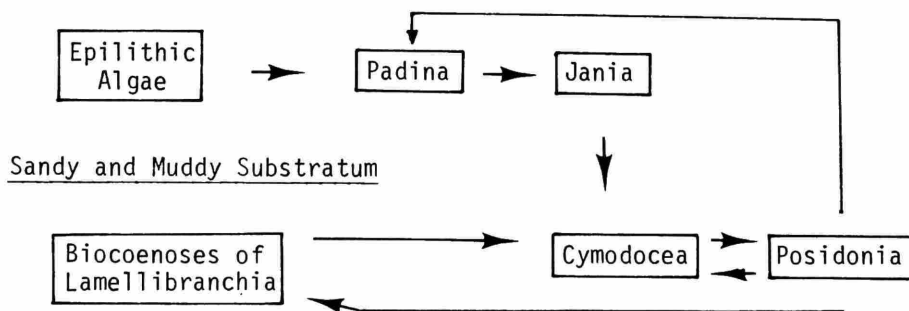 Epilithic
Algae
Padina
Jania
Sandy and Muddy Substratum
Biocoenoses of
Lamellibranchia
Cymodocea
Posidonia